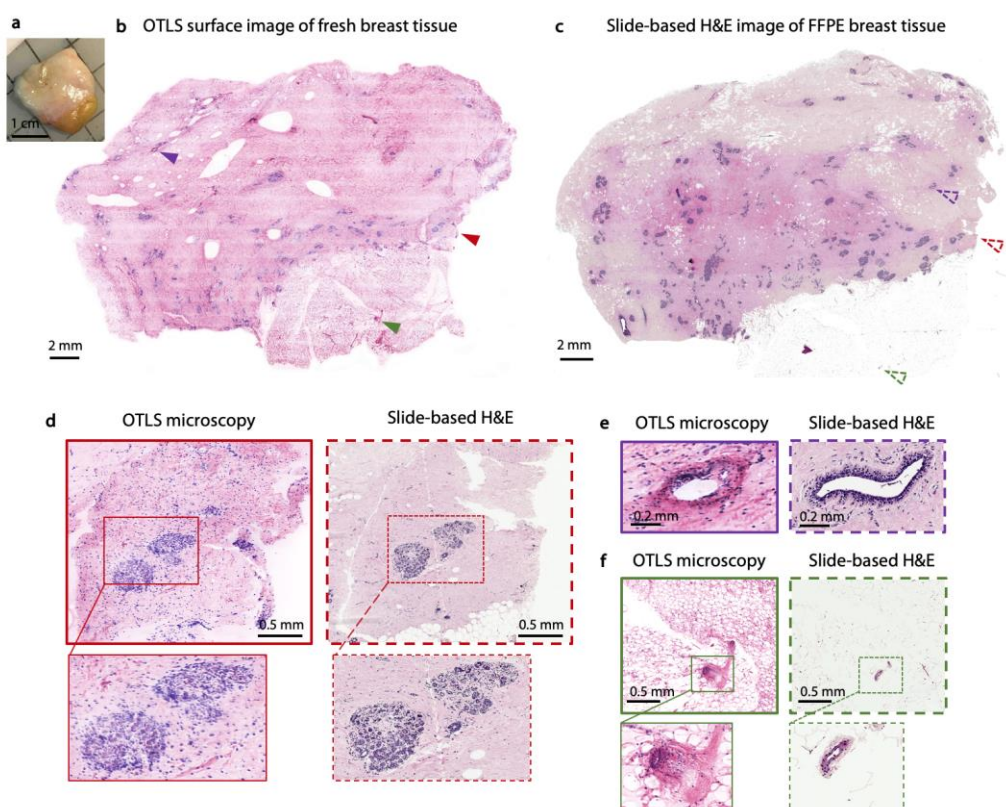 a
b OTLS surface image of fresh breast tissue
c Slide-based H&E image of FFPE breast tissue
1 cm
2 mm
2 mm
d
OTLS microscopy
Slide-based H&E
0.5 mm
0.5 mm
e
OTLS microscopy
Slide-based H&E
0.2 mm
0.2 mm
f
OTLS microscopy
Slide-based H&E
0.5 mm
0.5 mm